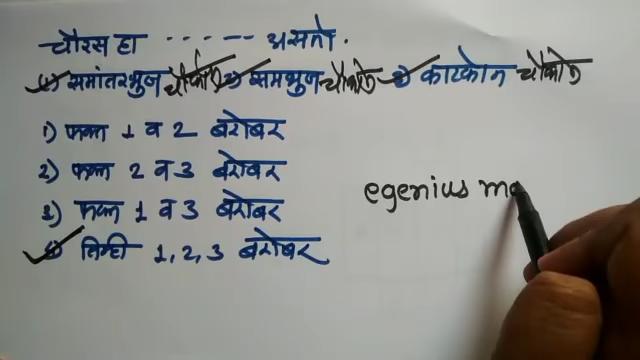 चौरस हा ...... असतो.
1) समांतरभुज चौकोन 2) समभुज चौकोन 3) काटकोन चौकोन
1) फक्त 1 व 2 बरोबर
2) फक्त 2 व 3 बरोबर
3) फक्त 1 व 3 बरोबर
4) तिन्ही 1, 2, 3 बरोबर
egenius ma